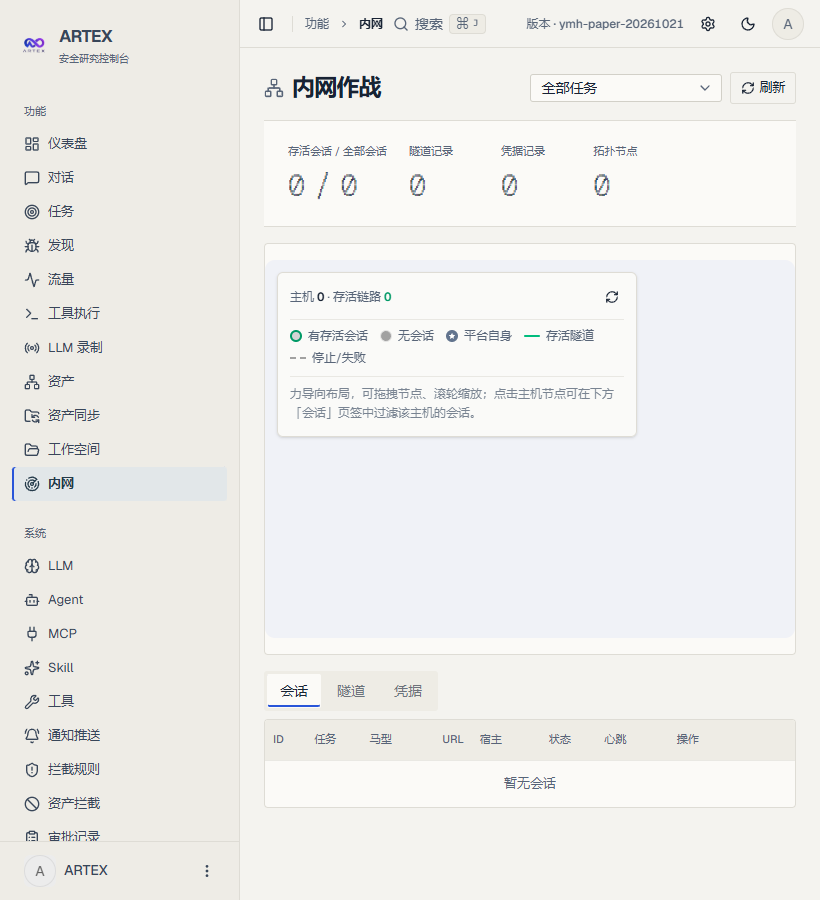 ARTEX
ARTEX
安全研究控制台
功能
仪表盘
对话
任务
发现
流量
工具执行
LLM 录制
资产
资产同步
工作空间
内网
系统
LLM
Agent
MCP
Skill
工具
通知推送
拦截规则
资产拦截
审批记录
A ARTEX
功能 > 内网 搜索 ⌘ J 版本 · ymh-paper-20261021 A
内网作战 全部任务 刷新
存活会话 / 全部会话 隧道记录 凭据记录 拓扑节点
0 / 0 0 0 0
主机 0 · 存活链路 0
有存活会话 无会话 平台自身 存活隧道
停止/失败
力导向布局，可拖拽节点、滚轮缩放；点击主机节点可在下方
「会话」页签中过滤该主机的会话。
会话 隧道 凭据
ID 任务 马型 URL 宿主 状态 心跳 操作
暂无会话